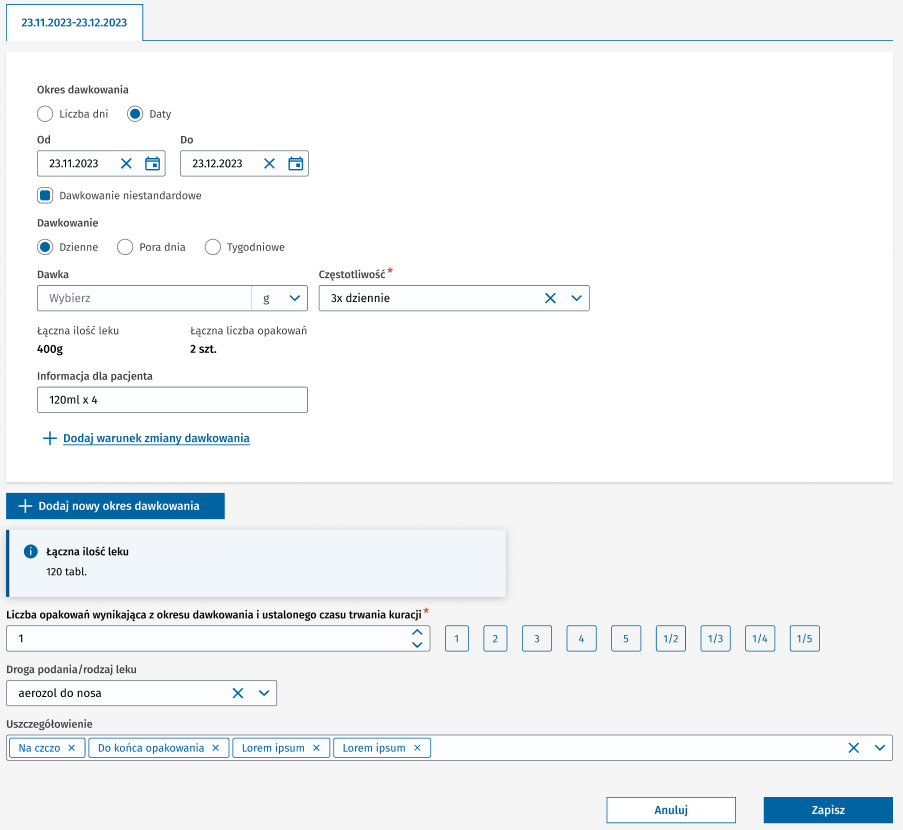 23.11.2023-23.12.2023
Okres dawkowania
Liczba dni Daty
Od Do
23.11.2023 23.12.2023
Dawkowanie niestandardowe
Dawkowanie
Dzienne Pora dnia Tygodniowe
Dawka Częstotliwość*
Wybierz g 3x dziennie
Łączna ilość leku Łączna liczba opakowań
400g 2 szt.
Informacja dla pacjenta
120ml x 4
Dodaj warunek zmiany dawkowania
Dodaj nowy okres dawkowania
Łączna ilość leku
120 tabl.
Liczba opakowań wynikająca z okresu dawkowania i ustalonego czasu trwania kuracji*
1 1 2 3 4 5 1/2 1/3 1/4 1/5
Droga podania/rodzaj leku
aerozol do nosa
Uszczegółowienie
Na czczo Do końca opakowania Lorem ipsum Lorem ipsum
Anuluj Zapisz